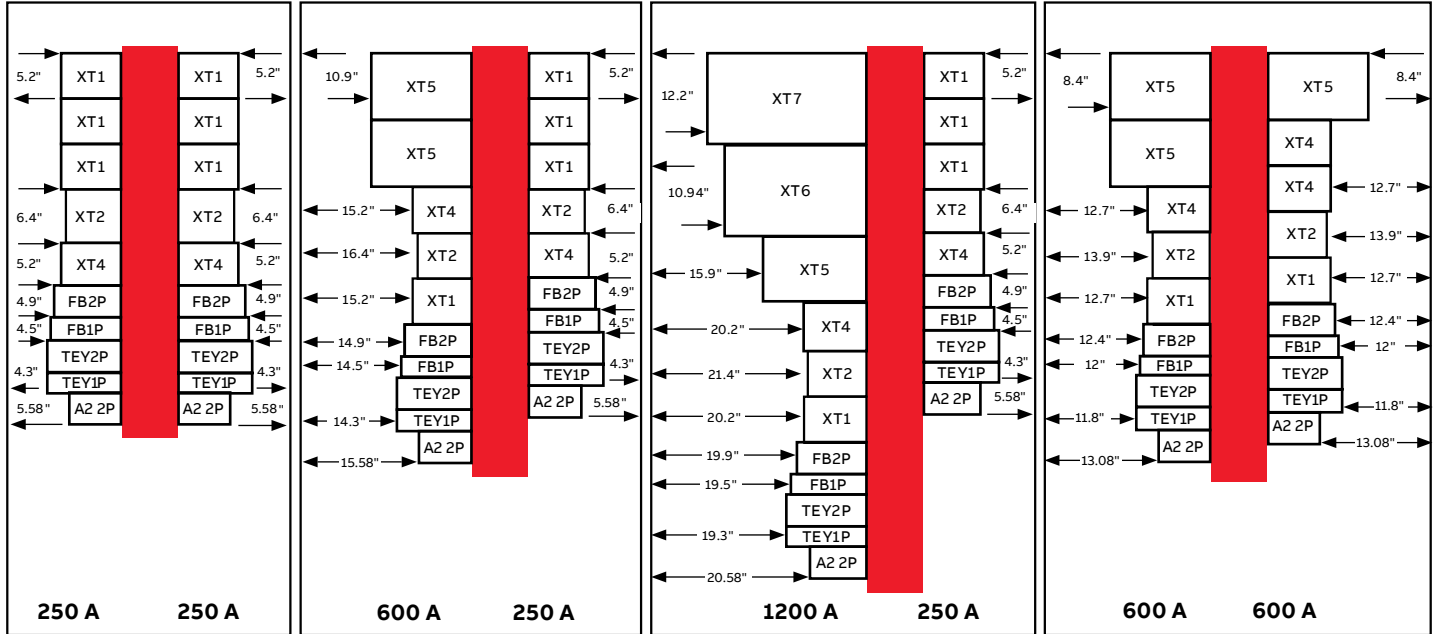 5.2" XT1 XT1 5.2"
XT1 XT1
XT1 XT1
6.4" XT2 XT2 6.4"
5.2" XT4 XT4 5.2"
4.9" FB2P FB2P 4.9"
4.5" FB1P FB1P 4.5"
TEY2P TEY2P
4.3" TEY1P TEY1P 4.3"
5.58" A2 2P A2 2P 5.58"
250 A 250 A
10.9" XT5 XT1 5.2"
XT1
XT5 XT1
15.2" XT4 XT2 6.4"
16.4" XT2 XT4 5.2"
15.2" XT1 FB2P 4.9"
FB1P 4.5"
14.9" FB2P TEY2P
14.5" FB1P TEY1P 4.3"
TEY2P A2 2P 5.58"
14.3" TEY1P
15.58" A2 2P
600 A 250 A
12.2" XT7 XT1 5.2"
XT1
XT1
10.94" XT6 XT2 6.4"
15.9" XT5 XT4 5.2"
FB2P 4.9"
FB1P 4.5"
20.2" XT4 TEY2P
21.4" XT2 TEY1P 4.3"
20.2" XT1 A2 2P 5.58"
19.9" FB2P
19.5" FB1P
TEY2P
19.3" TEY1P
20.58" A2 2P
1200 A 250 A
8.4" XT5 XT5 8.4"
XT5 XT4
XT4 12.7"
12.7" XT4
13.9" XT2 XT2 13.9"
12.7" XT1 XT1 12.7"
12.4" FB2P FB2P 12.4"
12" FB1P FB1P 12"
TEY2P TEY2P
11.8" TEY1P TEY1P 11.8"
13.08" A2 2P A2 2P 13.08"
600 A 600 A